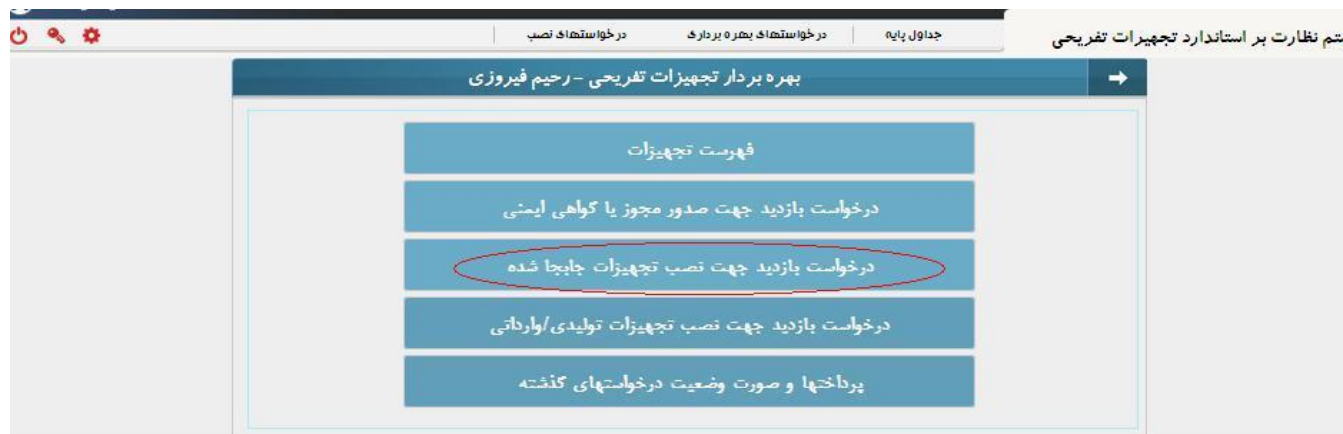 نظارت بر استاندارد تجهیزات تفریحی
جداول پایه
درخواستهای بهره برداری
درخواستهای نصب
بهره بردار تجهیزات تفریحی - رحیم فیروزی
فهرست تجهیزات
درخواست بازدید جهت صدور مجوز یا گواهی ایمنی
درخواست بازدید جهت نصب تجهیزات جابجا شده
درخواست بازدید جهت نصب تجهیزات تولیدی/وارداتی
پرداختها و صورت وضعیت درخواستهای گذشته